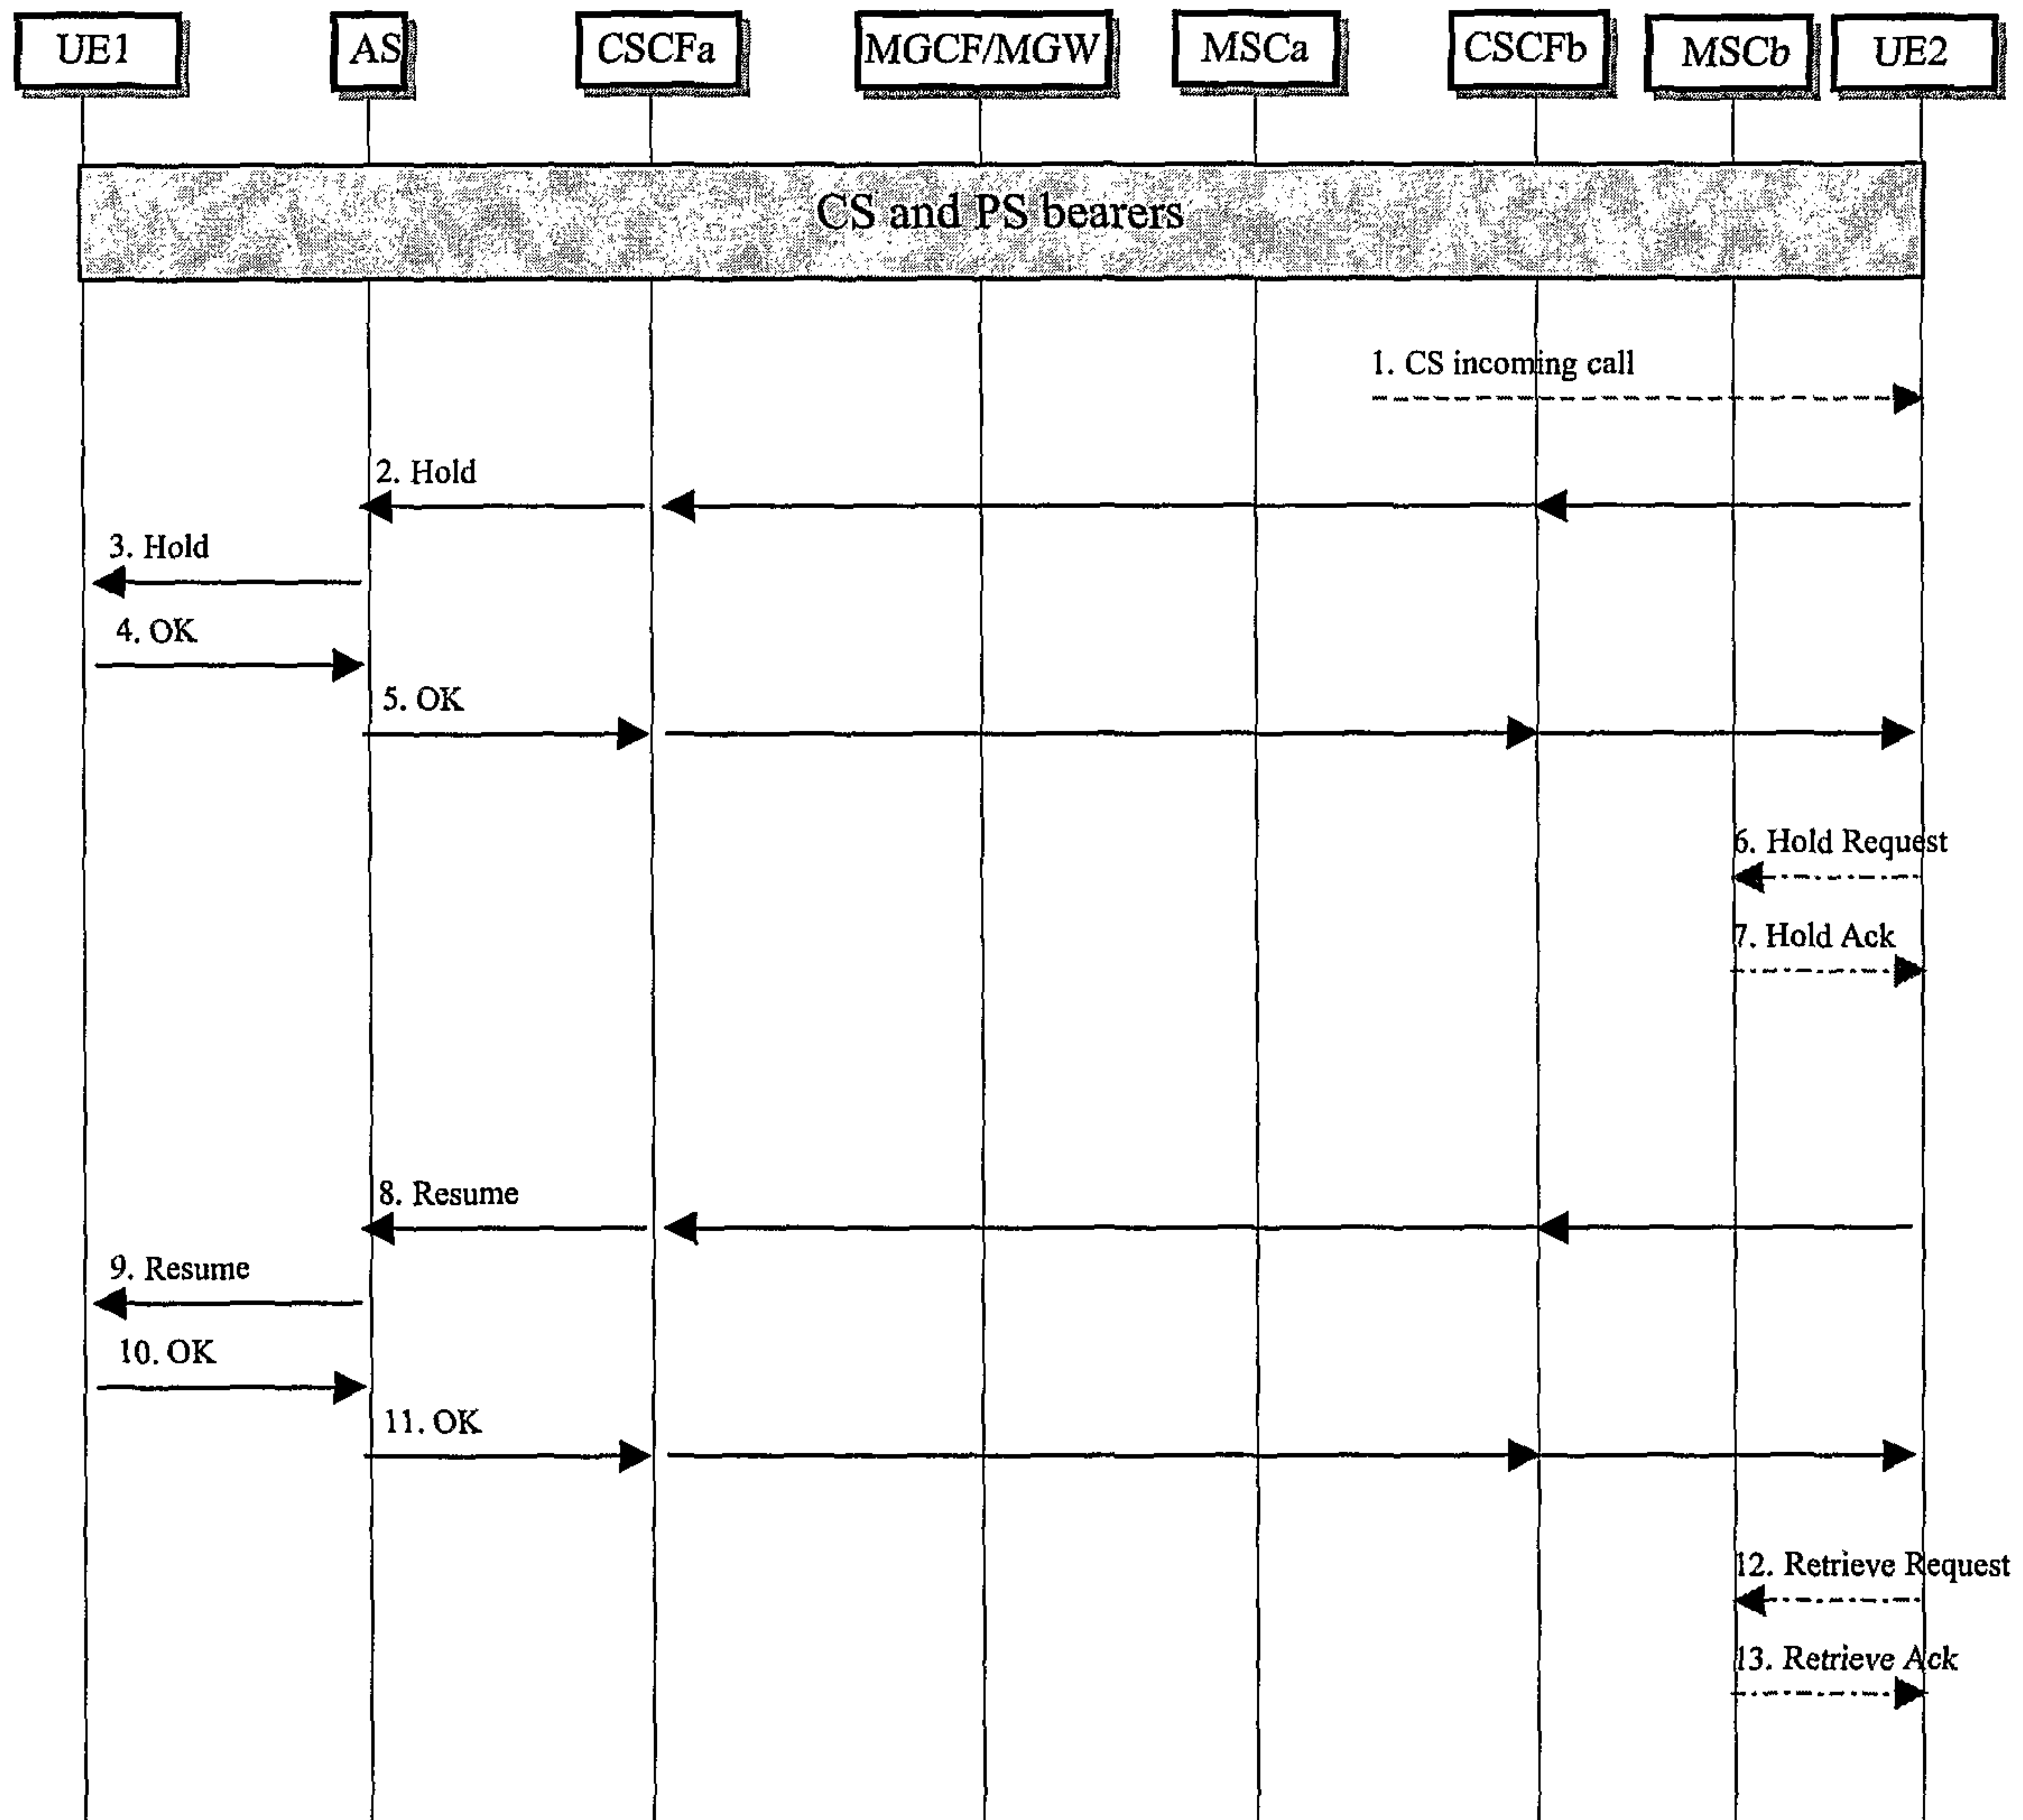 UE1 AS CSCFa MGCF/MGW MSCa CSCFb MSCb UE2
CS and PS bearers
1. CS incoming call
2. Hold
3. Hold
4. OK
5. OK
6. Hold Request
7. Hold Ack
8. Resume
9. Resume
10. OK
11. OK
12. Retrieve Request
13. Retrieve Ack